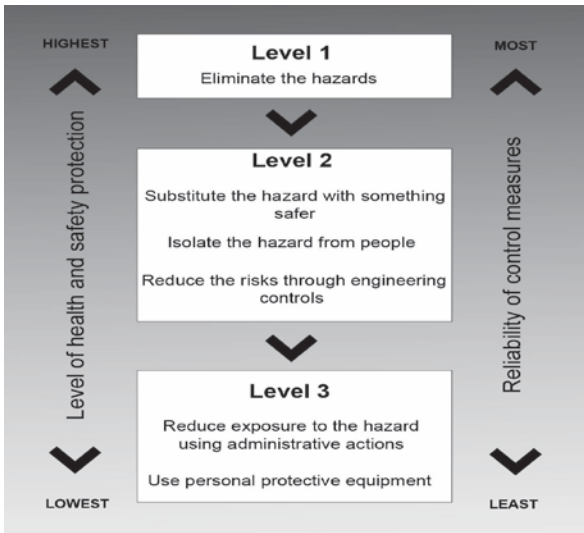 HIGHEST
MOST
Level 1
Eliminate the hazards
Level 2
Substitute the hazard with something
safer
Isolate the hazard from people
Reduce the risks through engineering
controls
Level 3
Reduce exposure to the hazard
using administrative actions
Use personal protective equipment
Level of health and safety protection
Reliability of control measures
LOWEST
LEAST